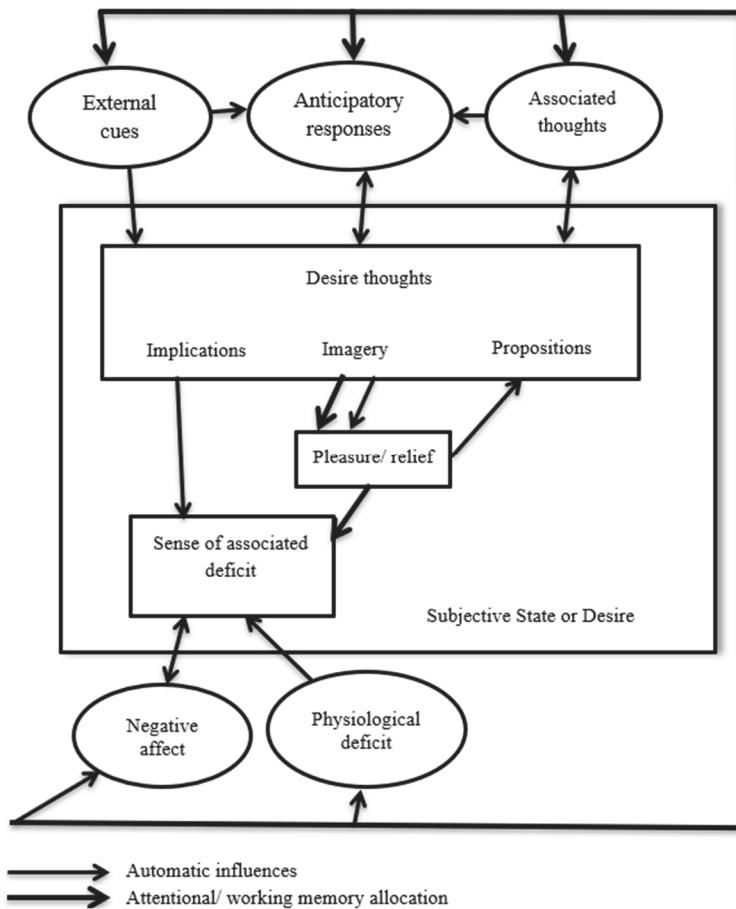 External
cues
Anticipatory
responses
Associated
thoughts
Desire thoughts
Implications
Imagery
Propositions
Pleasure/ relief
Sense of associated
deficit
Subjective State or Desire
Negative
affect
Physiological
deficit
Automatic influences
Attentional/ working memory allocation